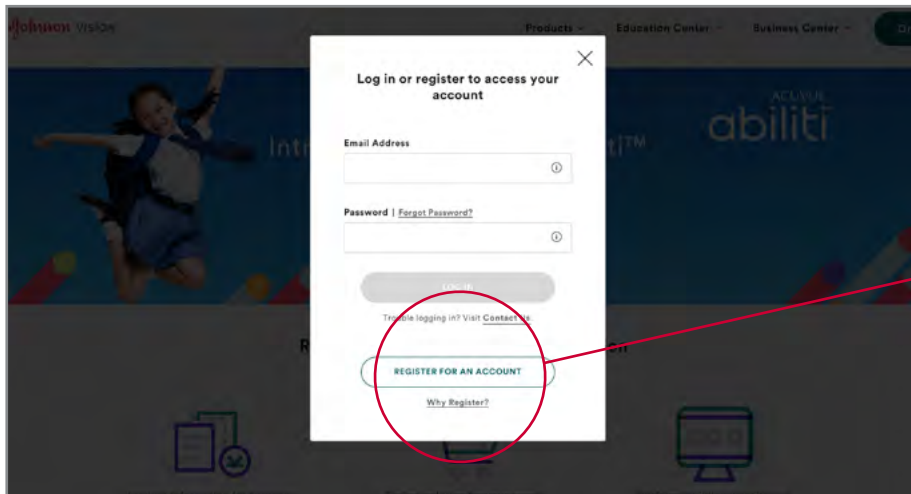 Johnson Vision
Products
Education Center
Business Center
Log in or register to access your
account
ACUVUE
abiliti
Email Address
Password | Forgot Password?
LOG IN
Trouble logging in? Visit Contact Us.
REGISTER FOR AN ACCOUNT
Why Register?